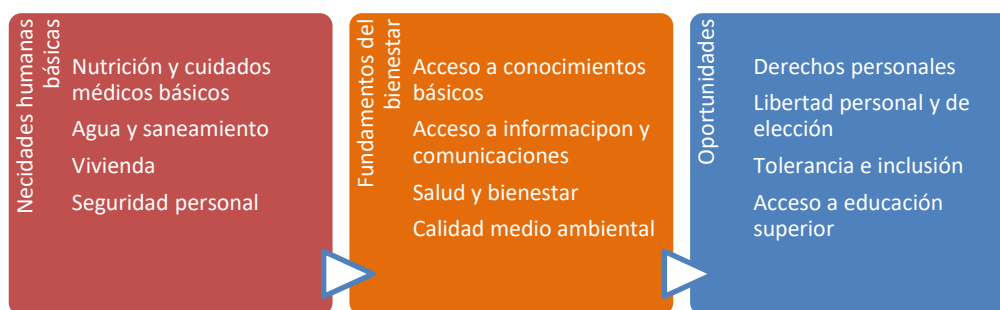 Necidades humanas
básicas
Nutrición y cuidados
médicos básicos
Agua y saneamiento
Vivienda
Seguridad personal
Fundamentos del
bienestar
Acceso a conocimientos
básicos
Acceso a informacipon y
comunicaciones
Salud y bienestar
Calidad medio ambiental
Oportunidades
Derechos personales
Libertad personal y de
elección
Tolerancia e inclusión
Acceso a educación
superior